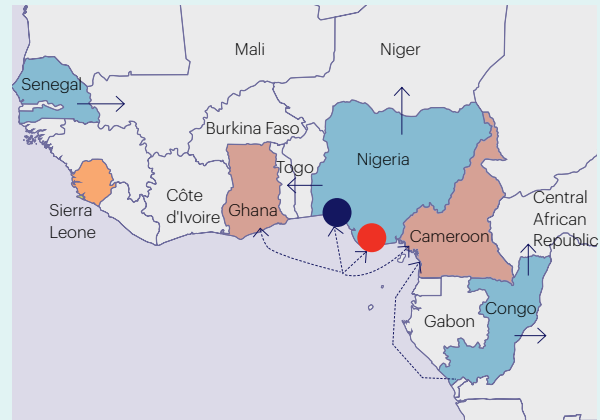 Mali
Niger
Senegal
Burkina Faso
Togo
Nigeria
Côte
d'Ivoire
Ghana
Sierra
Leone
Cameroon
Central
African
Republic
Congo
Gabon